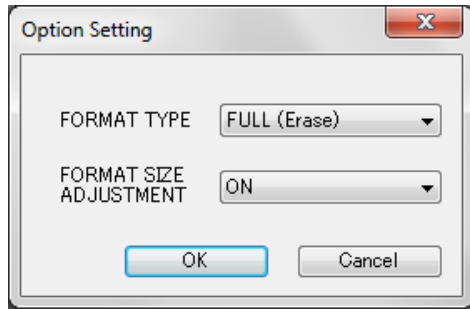 Option Setting
FORMAT TYPE
FULL (Erase)
FORMAT SIZE
ADJUSTMENT
ON
OK
Cancel